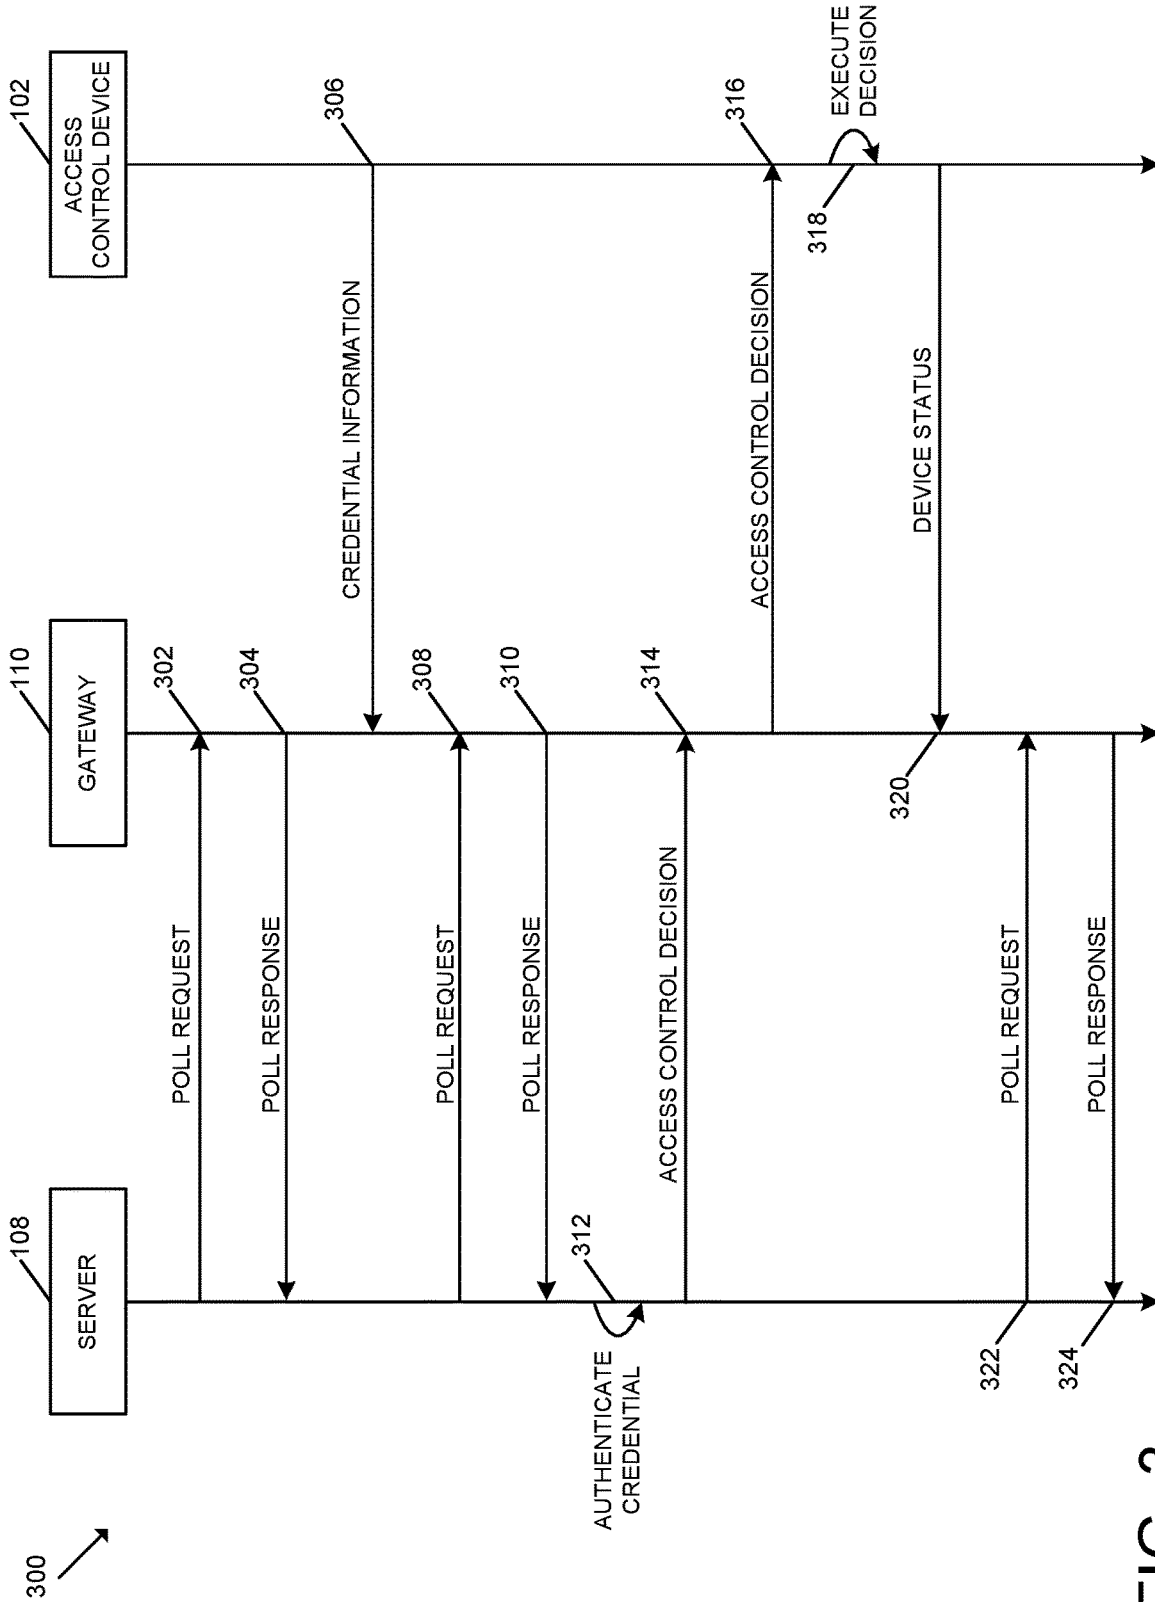 300
108
SERVER
110
GATEWAY
102
ACCESS
CONTROL DEVICE
POLL REQUEST
302
POLL RESPONSE
304
CREDENTIAL INFORMATION
306
POLL REQUEST
308
POLL RESPONSE
310
AUTHENTICATE
CREDENTIAL
312
ACCESS CONTROL DECISION
314
ACCESS CONTROL DECISION
316
318
EXECUTE
DECISION
DEVICE STATUS
320
322
POLL REQUEST
324
POLL RESPONSE